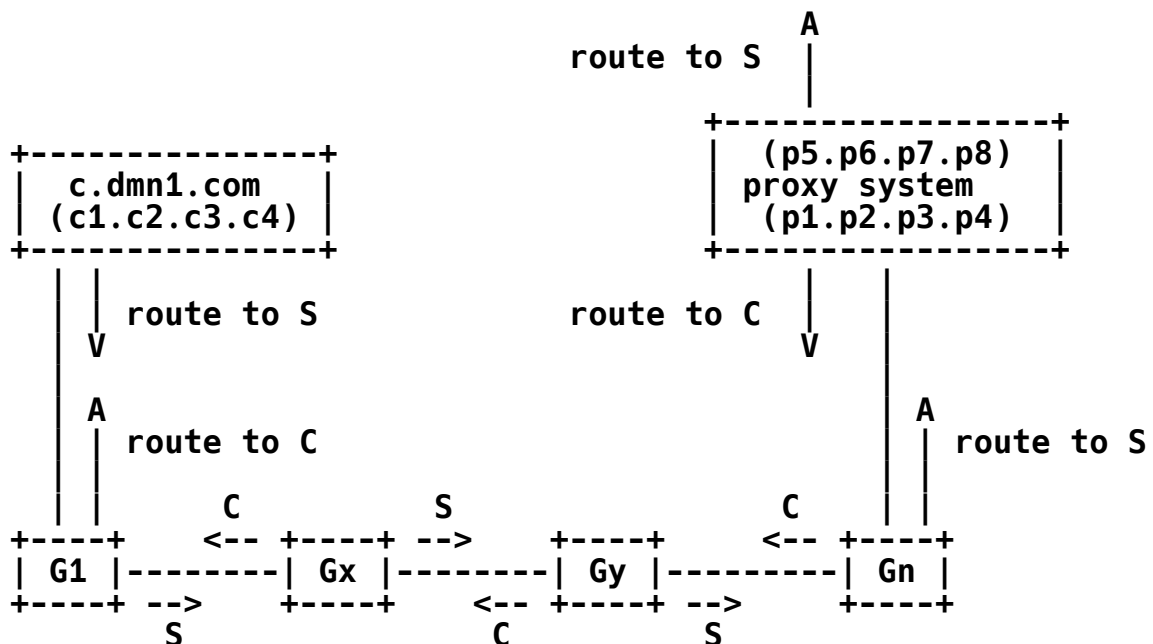 A
route to S
(p5.p6.p7.p8)
c.dmn1.com proxy system
(c1.c2.c3.c4) (p1.p2.p3.p4)
route to S route to C
V V
A A
route to C route to S
C S C
<-- --> <--
G1 Gx Gy Gn
--> <-- -->
S C S